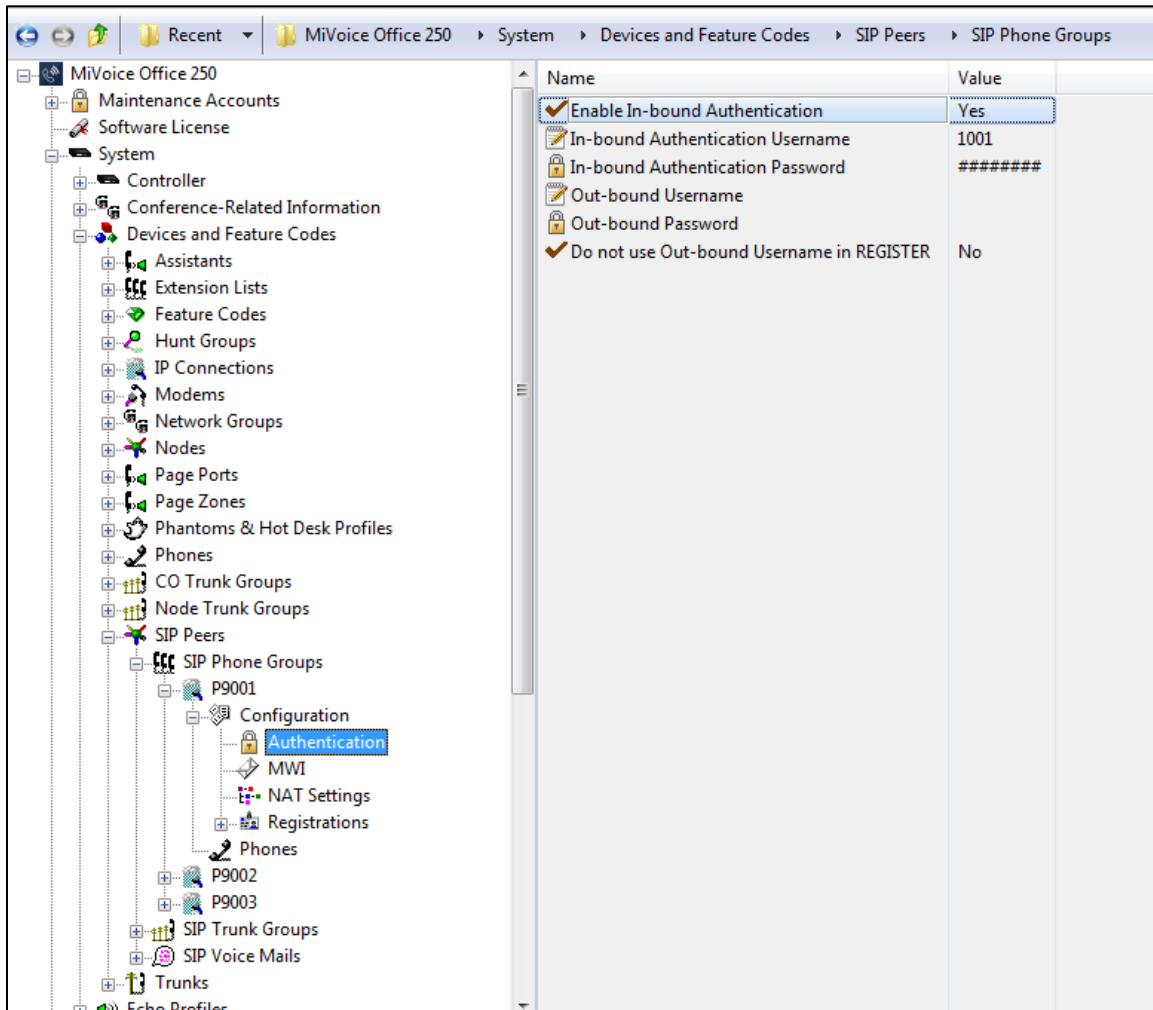 Recent MiVoice Office 250 System Devices and Feature Codes SIP Peers SIP Phone Groups
MiVoice Office 250
Maintenance Accounts
Software License
System
Controller
Conference-Related Information
Devices and Feature Codes
Assistants
Extension Lists
Feature Codes
Hunt Groups
IP Connections
Modems
Network Groups
Nodes
Page Ports
Page Zones
Phantoms & Hot Desk Profiles
Phones
CO Trunk Groups
Node Trunk Groups
SIP Peers
SIP Phone Groups
P9001
Configuration
Authentication
MWI
NAT Settings
Registrations
Phones
P9002
P9003
SIP Trunk Groups
SIP Voice Mails
Trunks
Echo Profiles
Name Value
Enable In-bound Authentication Yes
In-bound Authentication Username 1001
In-bound Authentication Password ########
Out-bound Username
Out-bound Password
Do not use Out-bound Username in REGISTER No